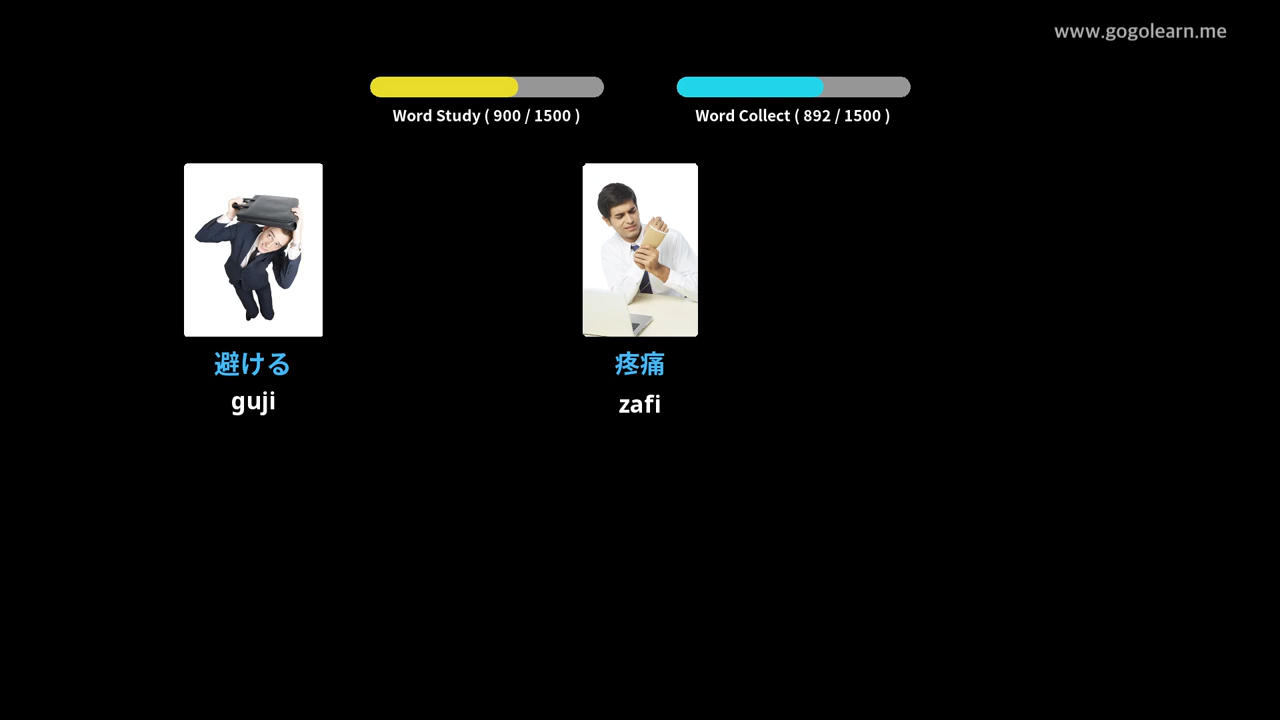 www.gogolearn.me
Word Study ( 900 / 1500 )
Word Collect ( 892 / 1500 )
避ける
guji
疼痛
zafi